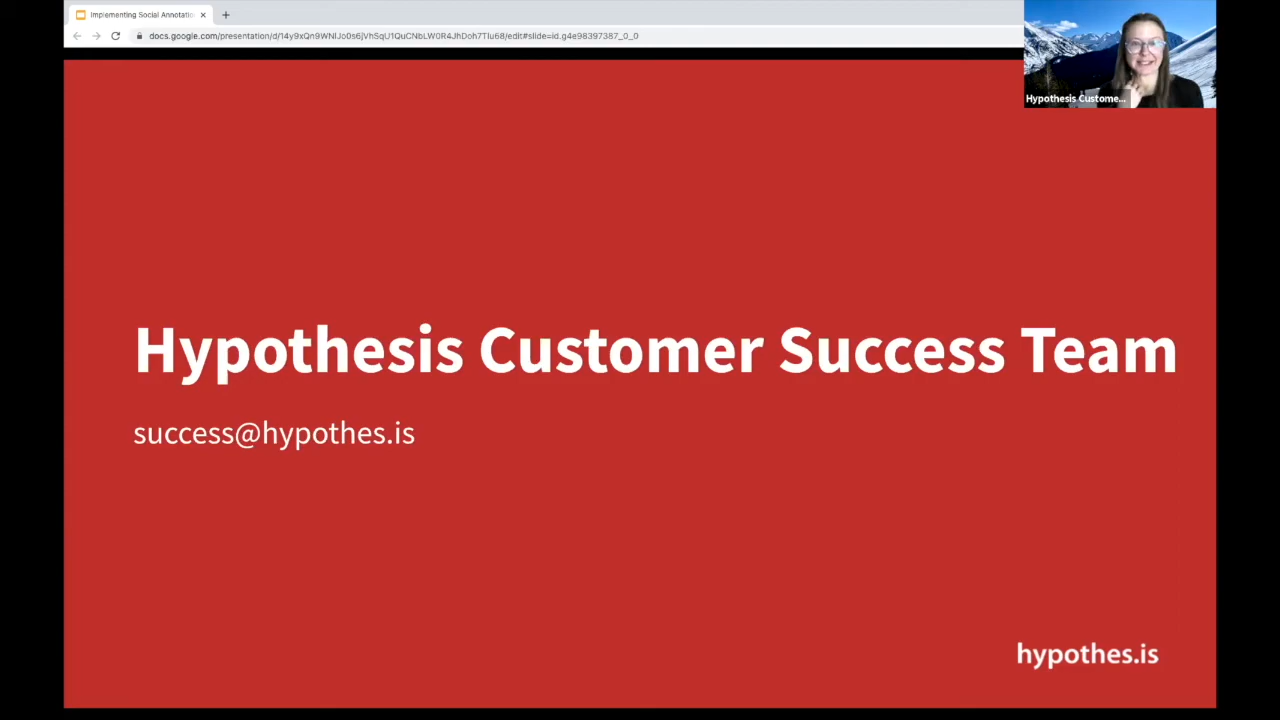 Implementing Social Annotatio
docs.google.com/presentation/d/14y9xQn9WNIJo0s6jVhSqU1QuCNbLW0R4JhDoh7Tlu68/edit#slide=id.g4e98397387_0_0
Hypothesis Custome...
Hypothesis Customer Success Team
success@hypothes.is
hypothes.is